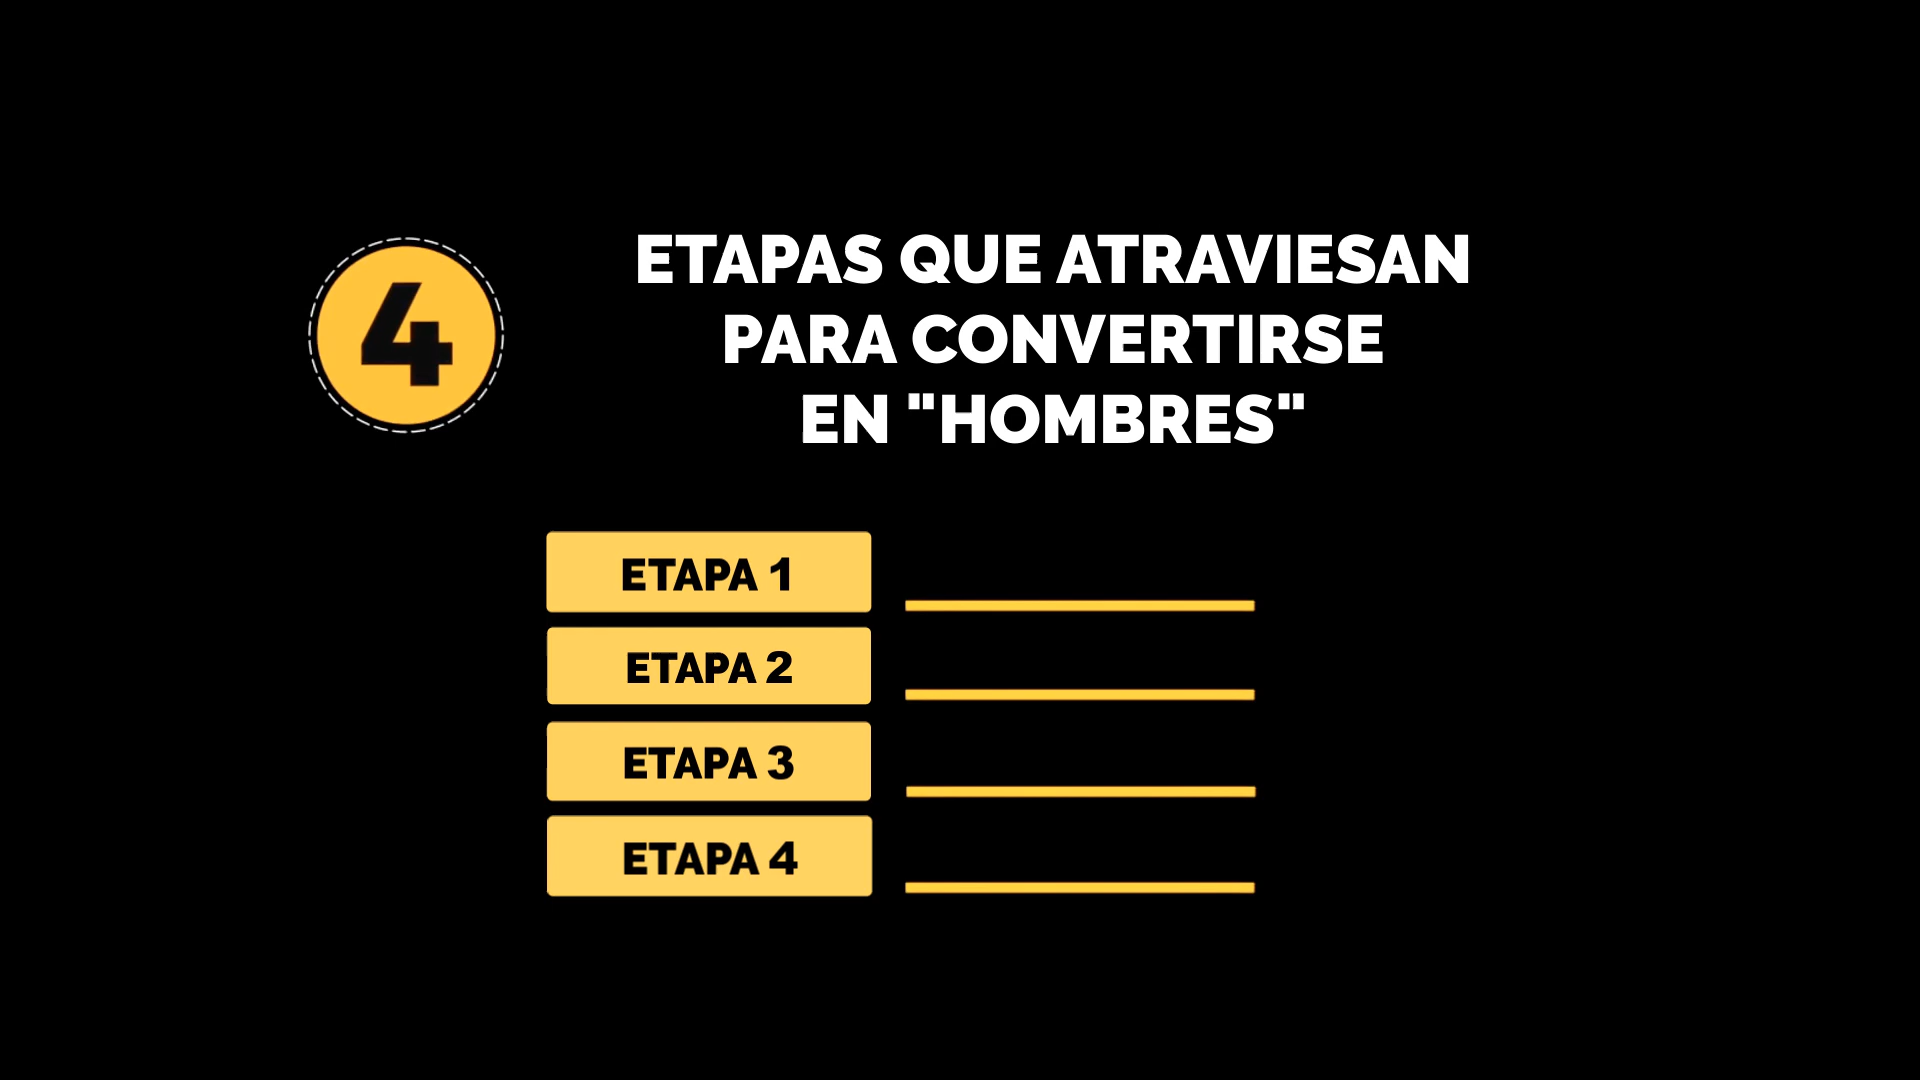 4
ETAPAS QUE ATRAVIESAN
PARA CONVERTIRSE
EN "HOMBRES"
ETAPA 1
ETAPA 2
ETAPA 3
ETAPA 4